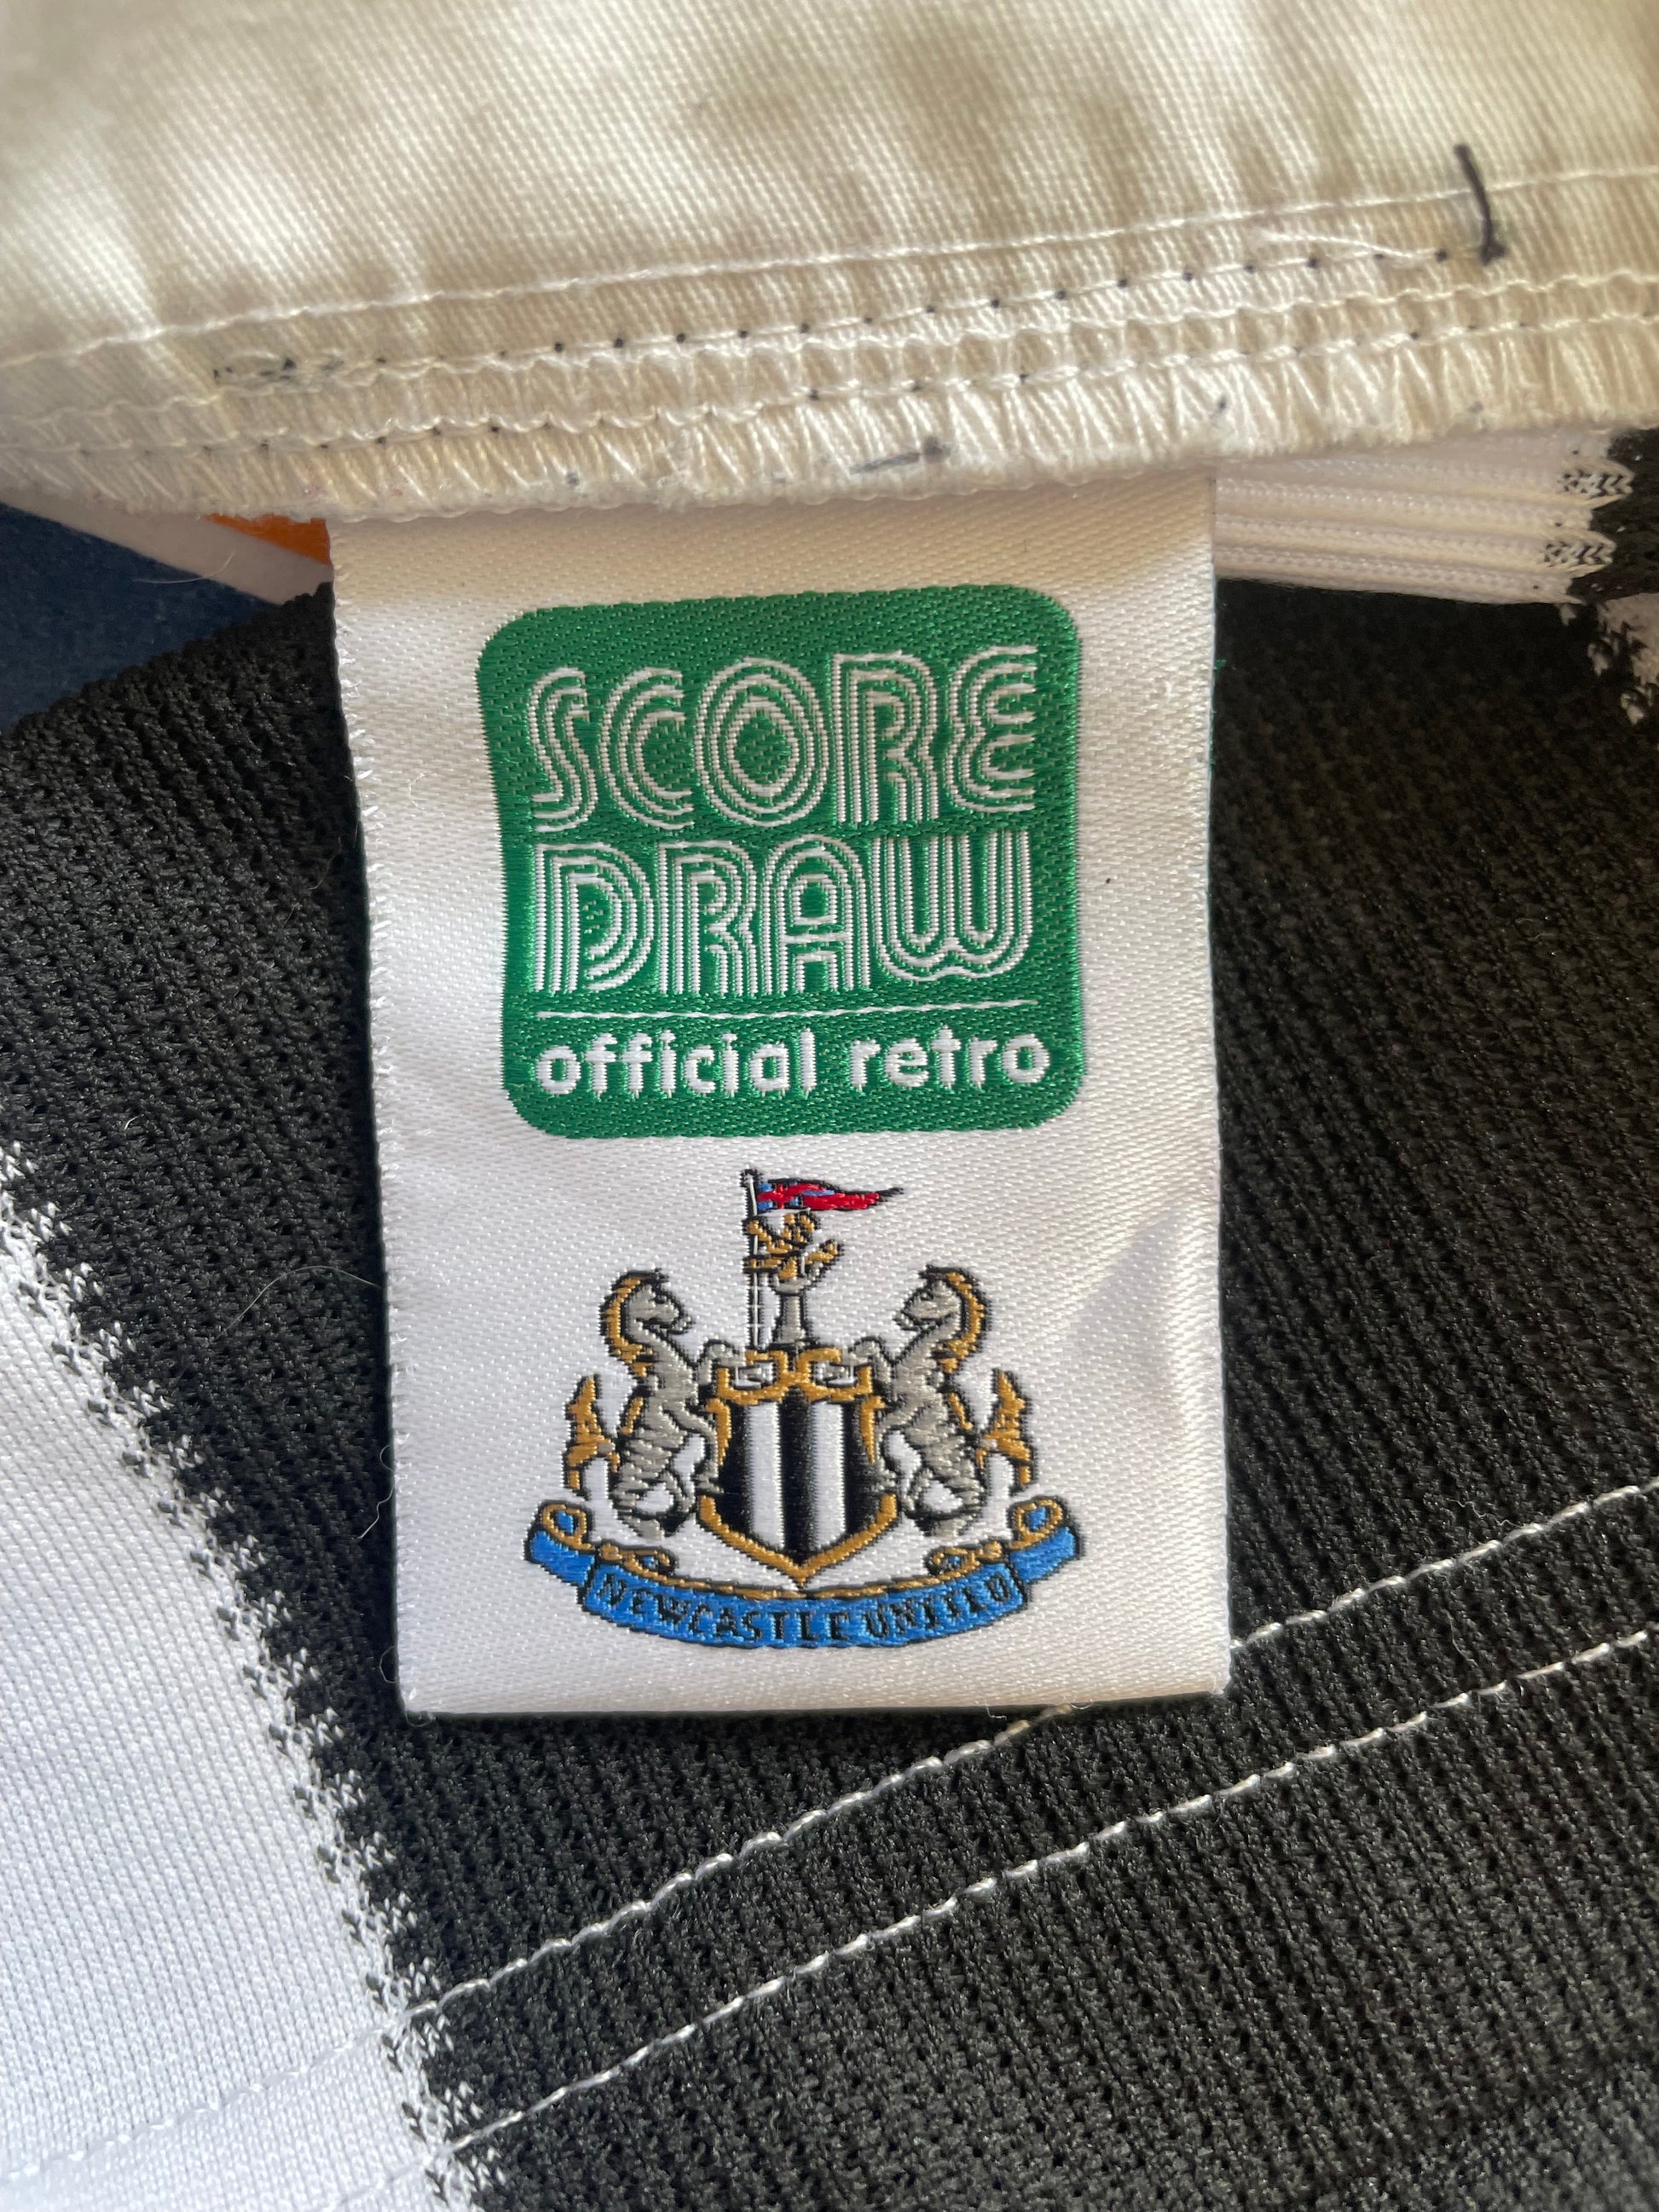 SCORE
DRAW
official retro
NEWCASTLE UNITED